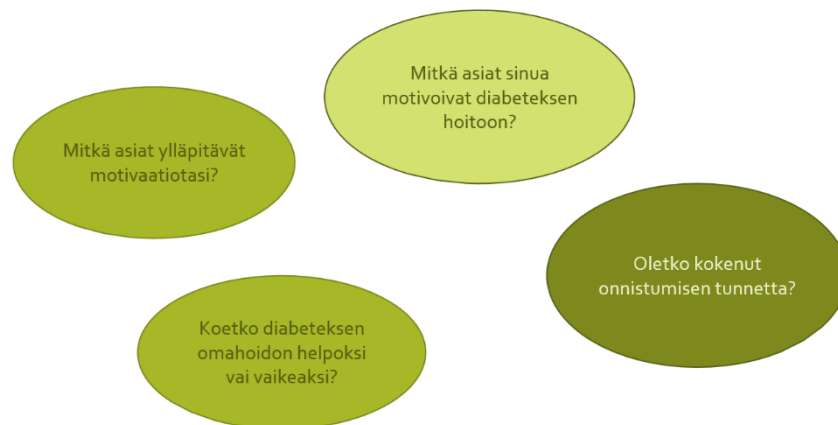 Mitkä asiat sinua
motivoivat diabeteksen
hoitoon?
Mitkä asiat ylläpitävät
motivaatiotasi?
Oletko kokenut
onnistumisen tunnetta?
Koetko diabeteksen
omahoidon helpoksi
vai vaikeaksi?